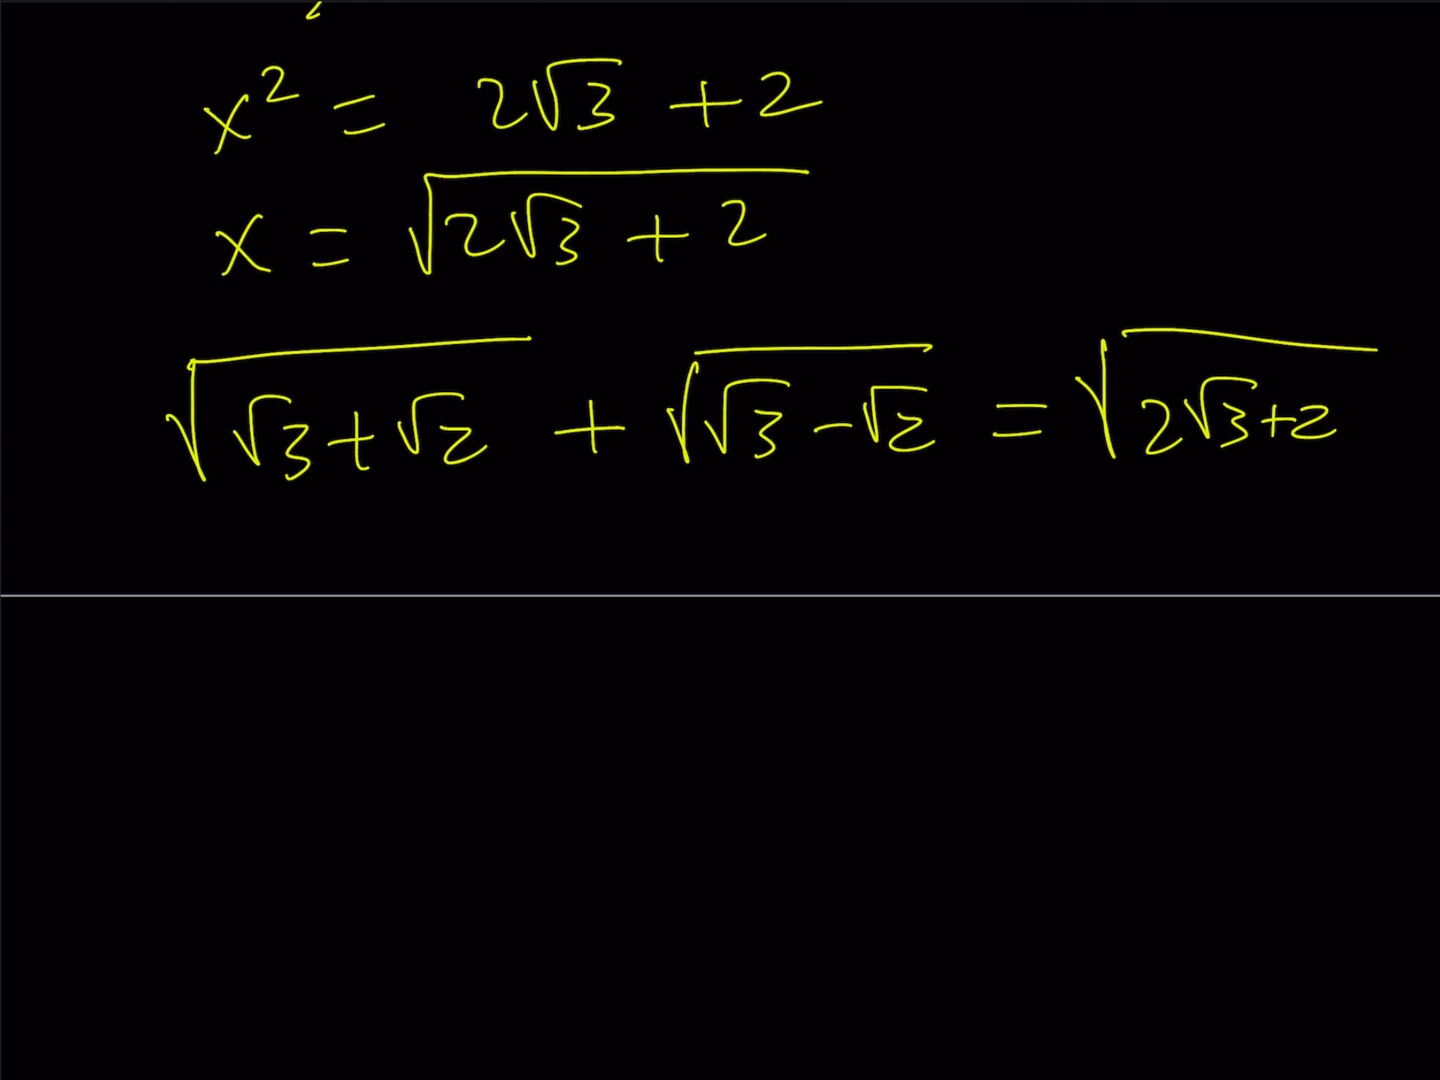 x² = 2√3 + 2
x = √(2√3 + 2)
√(√3+√2) + √(√3-√2) = √(2√3+2)